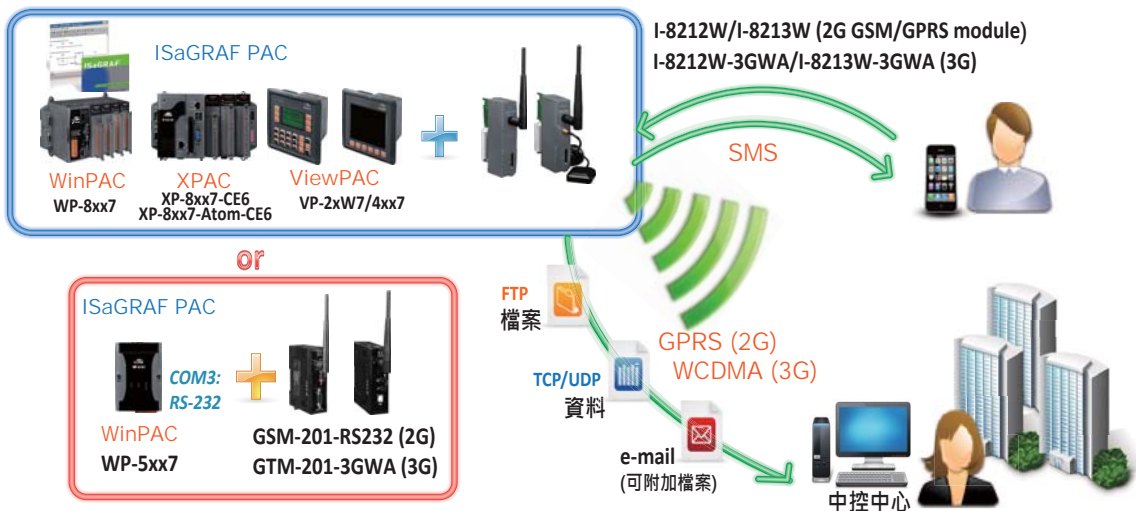 ISaGRAF PAC
ISaGRAF
WinPAC
WP-8xx7
XPAC
XP-8xx7-CE6
XP-8xx7-Atom-CE6
ViewPAC
VP-2xW7/4xx7
I-8212W/I-8213W (2G GSM/GPRS module)
I-8212W-3GWA/I-8213W-3GWA (3G)
SMS
or
ISaGRAF PAC
COM3:
RS-232
WinPAC
WP-5xx7
GSM-201-RS232 (2G)
GTM-201-3GWA (3G)
FTP
檔案
TCP/UDP
資料
e-mail
(可附加檔案)
GPRS (2G)
WCDMA (3G)
中控中心